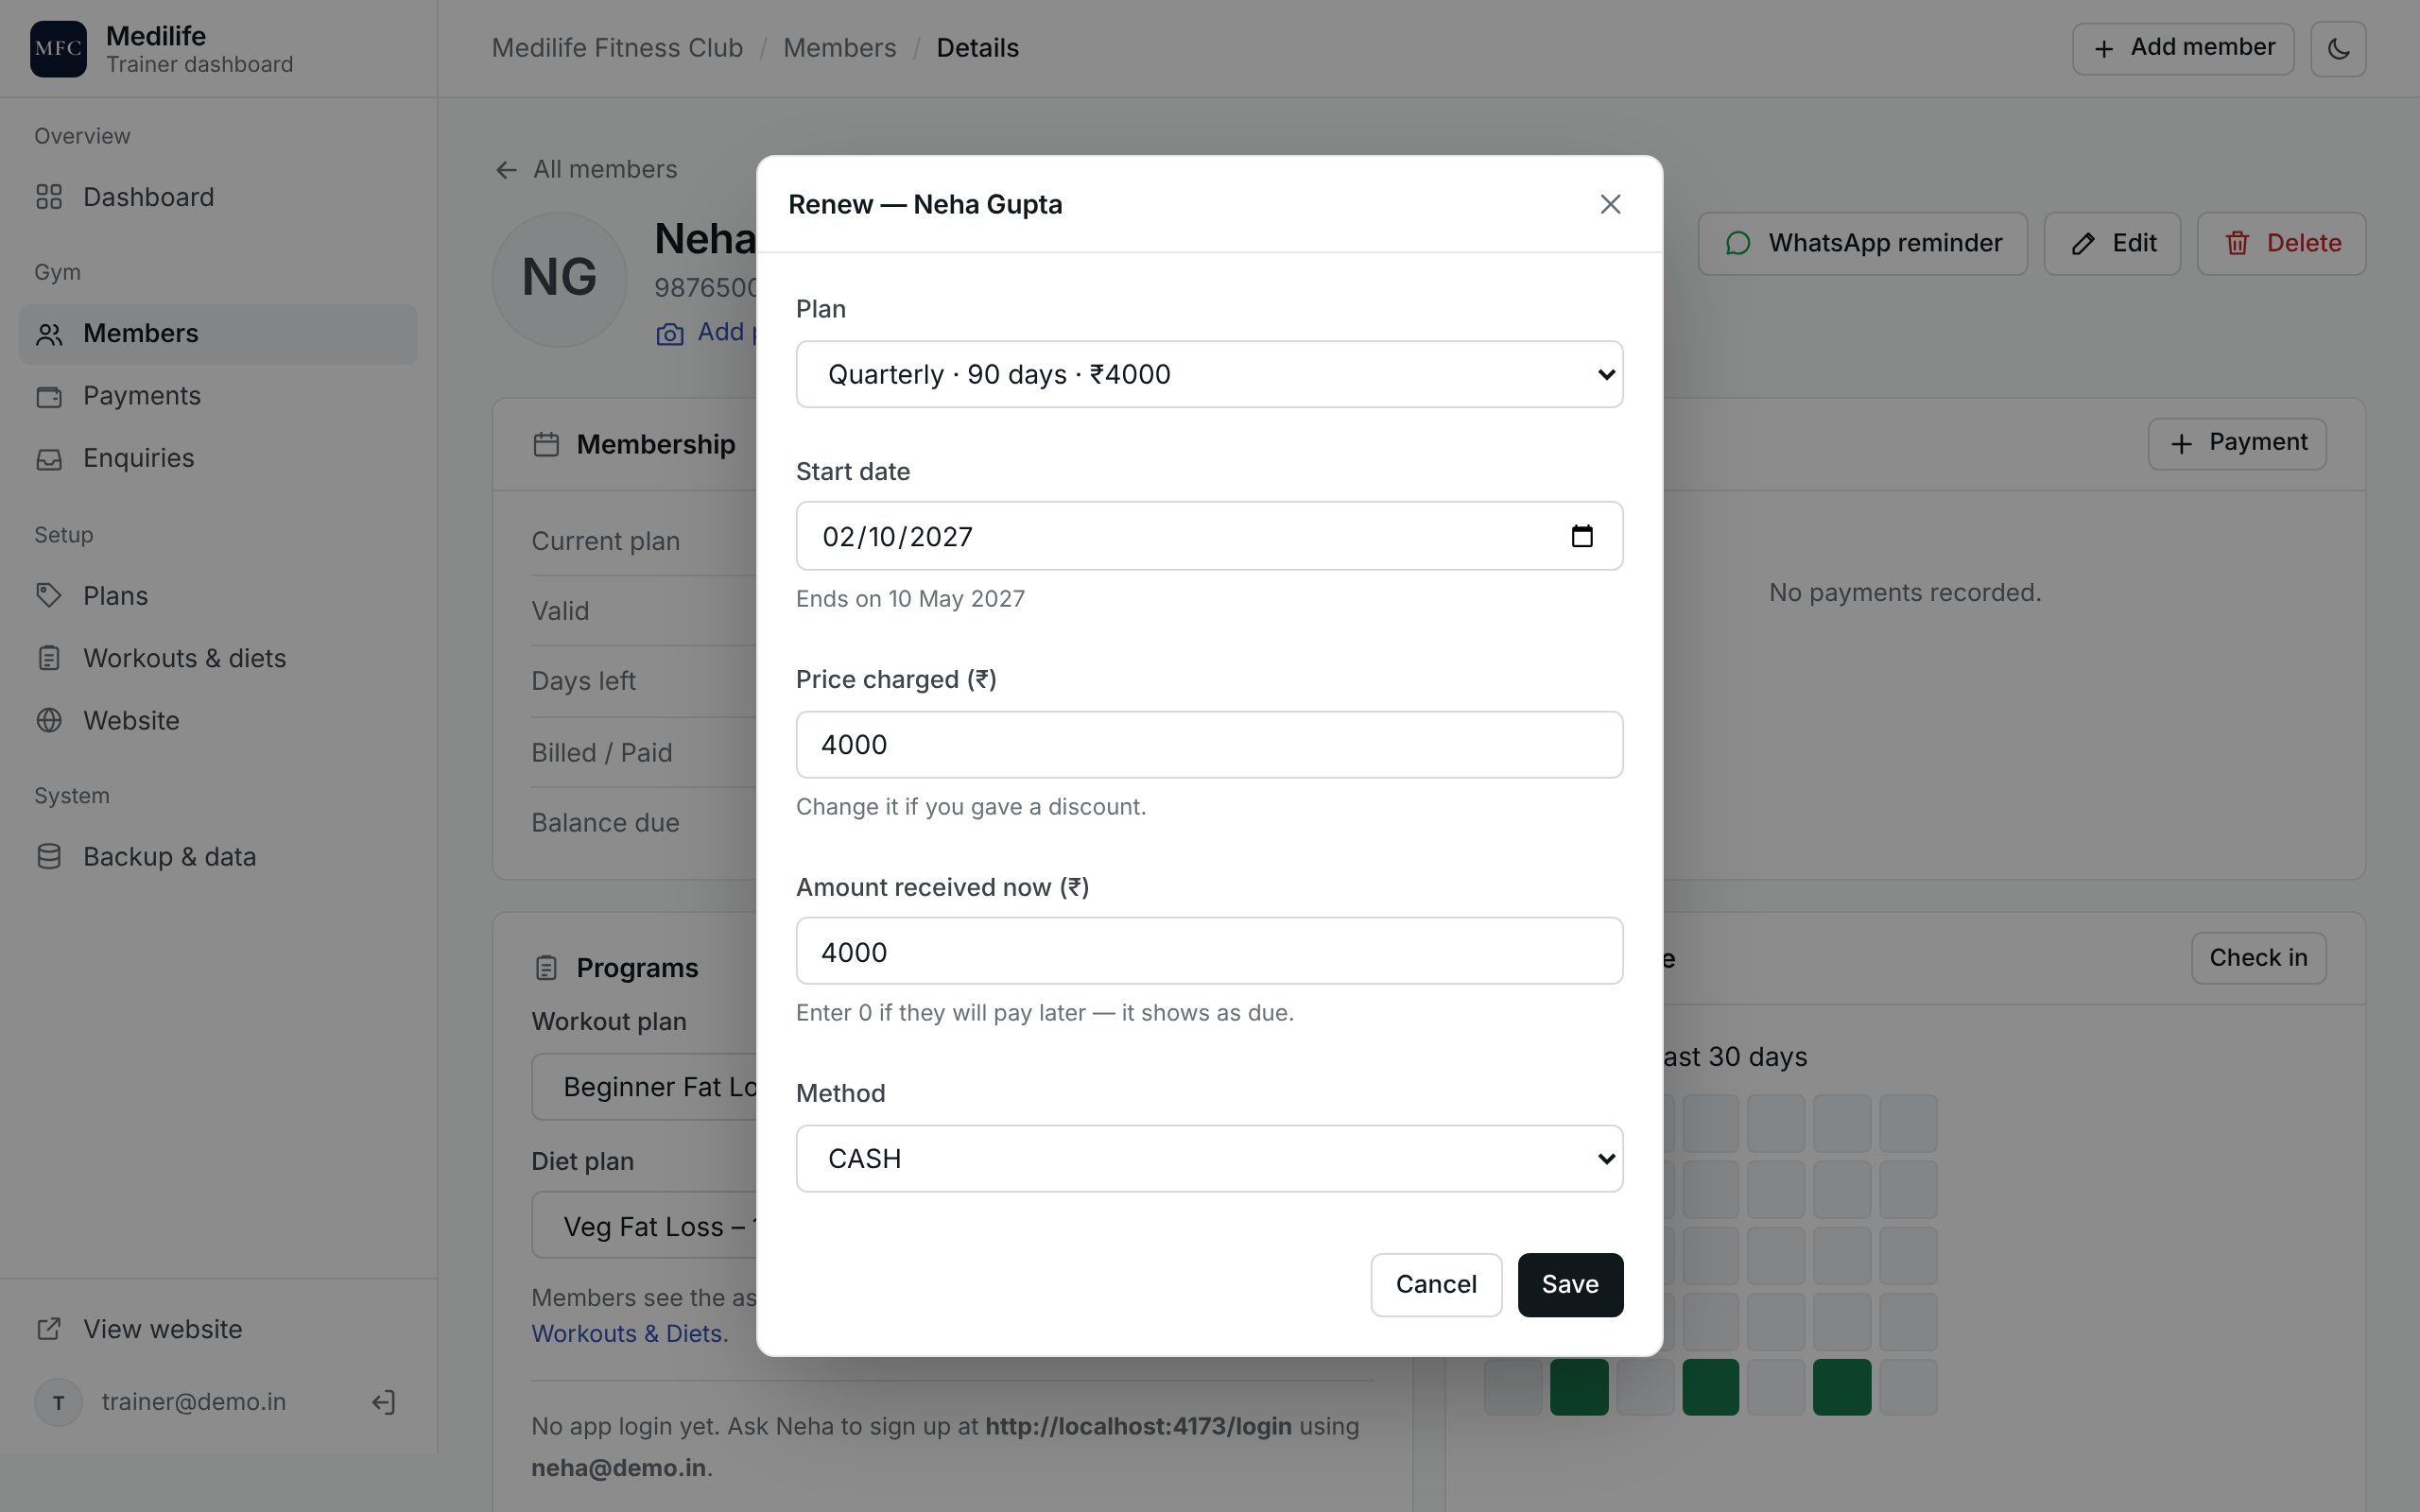 MFC
Medilife
Trainer dashboard
Overview
Dashboard
Gym
Members
Payments
Enquiries
Setup
Plans
Workouts & diets
Website
System
Backup & data
View website
T
trainer@demo.in
Medilife Fitness Club / Members / Details
Add member
All members
NG
Neha
WhatsApp reminder
Edit
Delete
Add
Membership
Payment
Current plan
Valid
Days left
Billed / Paid
Balance due
No payments recorded.
Programs
Workout plan
Beginner Fat
Diet plan
Veg Fat Loss –
Members see the
Workouts & Diets.
No app login yet. Ask Neha to sign up at http://localhost:4173/login using
neha@demo.in.
Check in
30 days
Renew — Neha Gupta
Plan
Quarterly · 90 days · ₹4000
Start date
02/10/2027
Ends on 10 May 2027
Price charged (₹)
4000
Change it if you gave a discount.
Amount received now (₹)
4000
Enter 0 if they will pay later — it shows as due.
Method
CASH
Cancel
Save